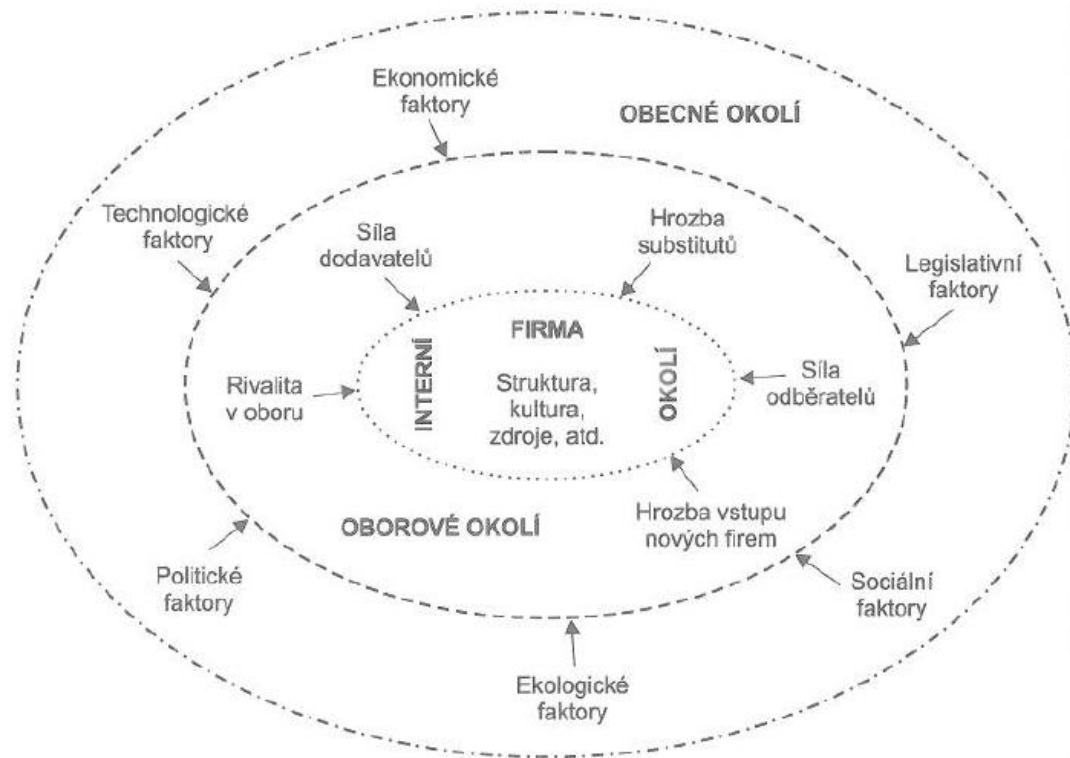 Ekonomické
faktory
OBECNÉ OKOLÍ
Technologické
faktory
Síla
dodavatelů
Hrozba
substitutů
Legislativní
faktory
FIRMA
INTERNÍ
OKOLÍ
Struktura,
kultura,
zdroje, atd.
Rivalita
v oboru
Síla
odběratelů
OBOROVÉ OKOLÍ
Hrozba vstupu
nových firem
Politické
faktory
Sociální
faktory
Ekologické
faktory